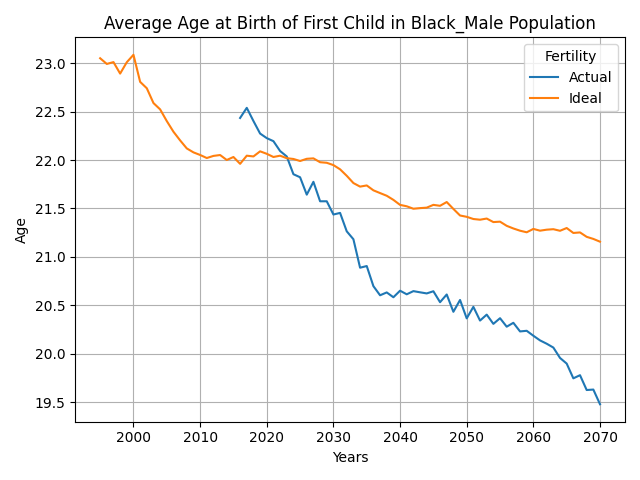 Average Age at Birth of First Child in Black_Male Population
Fertility
Actual
Ideal
Age
23.0
22.5
22.0
21.5
21.0
20.5
20.0
19.5
2000 2010 2020 2030 2040 2050 2060 2070
Years